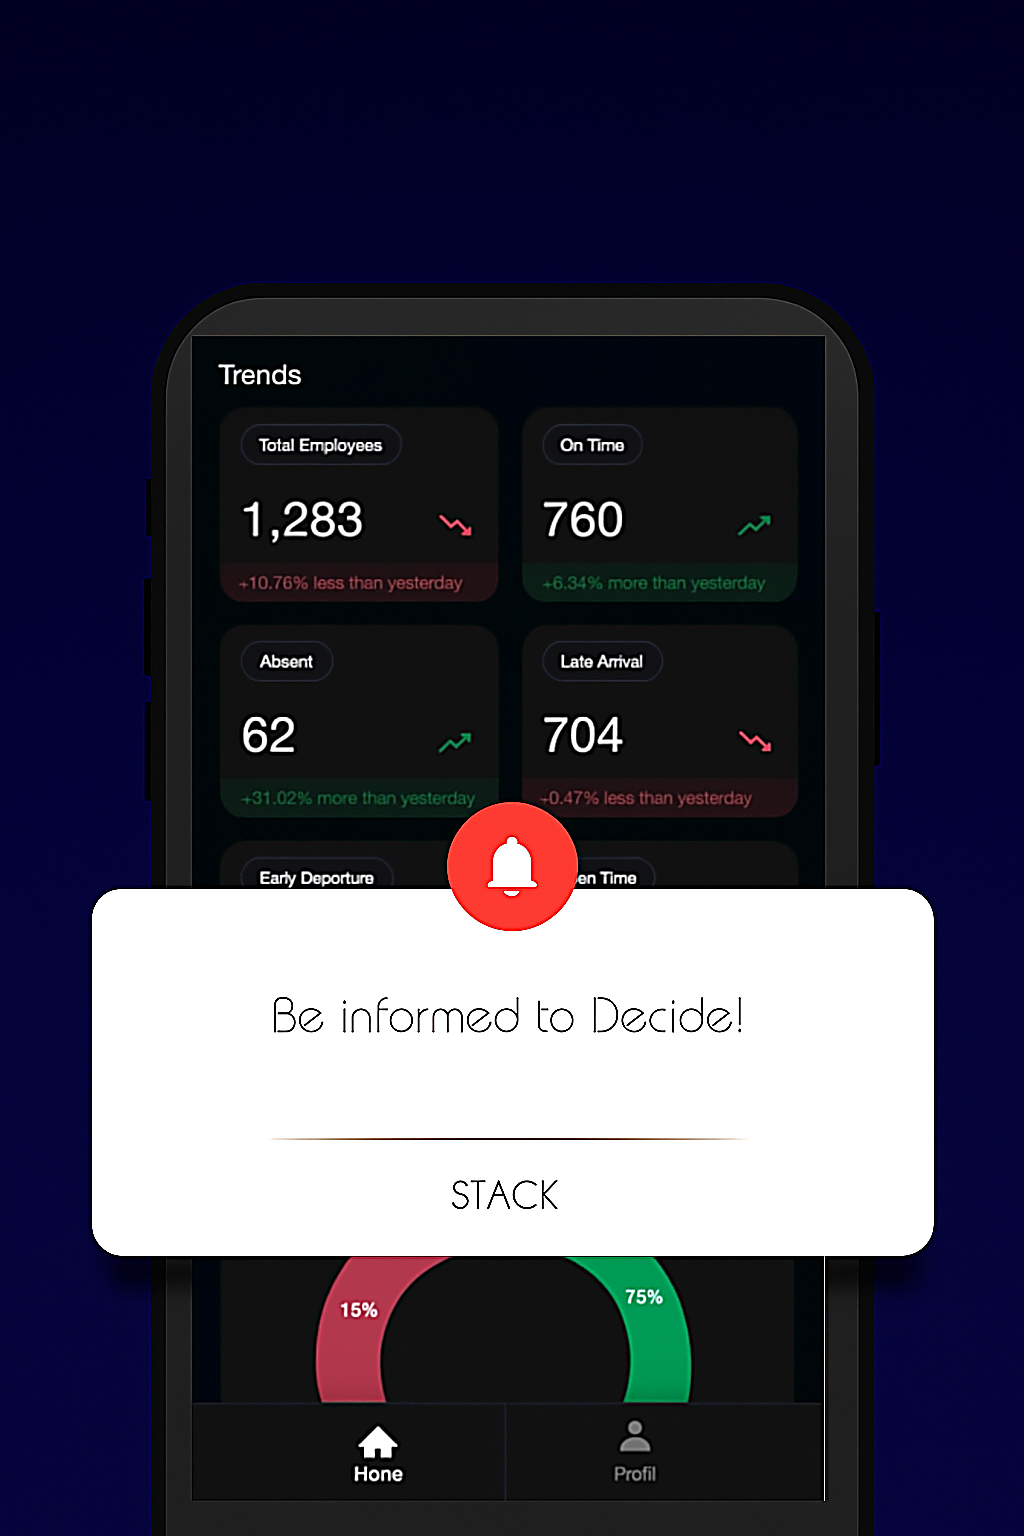 Trends
Total Employees
On Time
1,283
760
+10.76% less than yesterday
+6.34% more than yesterday
Absent
Late Arrival
62
704
+31.02% more than yesterday
+0.47% less than yesterday
Early Deporture
en Time
Be informed to Decide!
STACK
15%
75%
Hone
Profil